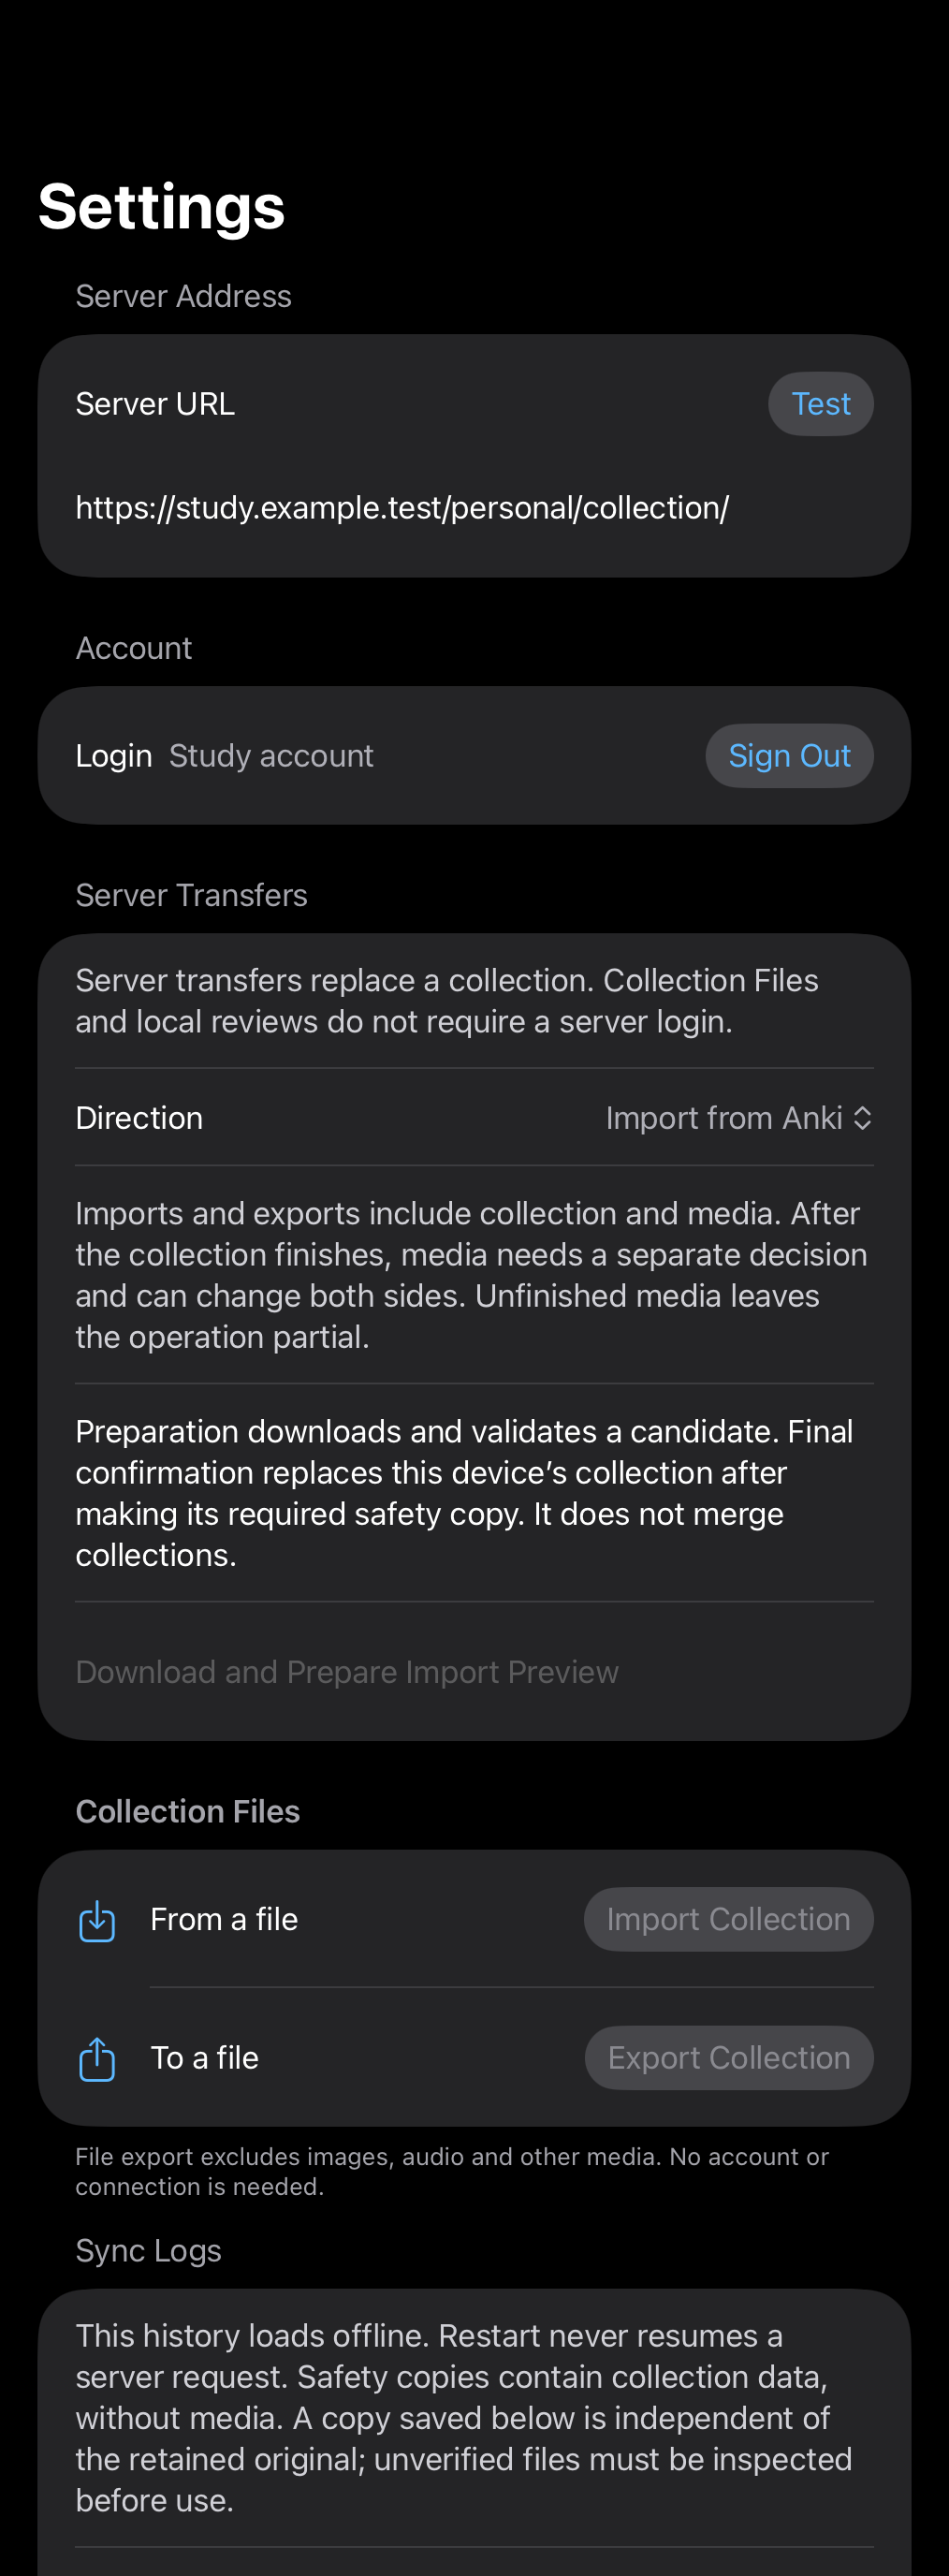 Settings
Server Address
Server URL
Test
https://study.example.test/personal/collection/
Account
Login Study account
Sign Out
Server Transfers
Server transfers replace a collection. Collection Files
and local reviews do not require a server login.
Direction
Import from Anki
Imports and exports include collection and media. After
the collection finishes, media needs a separate decision
and can change both sides. Unfinished media leaves
the operation partial.
Preparation downloads and validates a candidate. Final
confirmation replaces this device’s collection after
making its required safety copy. It does not merge
collections.
Download and Prepare Import Preview
Collection Files
From a file
Import Collection
To a file
Export Collection
File export excludes images, audio and other media. No account or
connection is needed.
Sync Logs
This history loads offline. Restart never resumes a
server request. Safety copies contain collection data,
without media. A copy saved below is independent of
the retained original; unverified files must be inspected
before use.